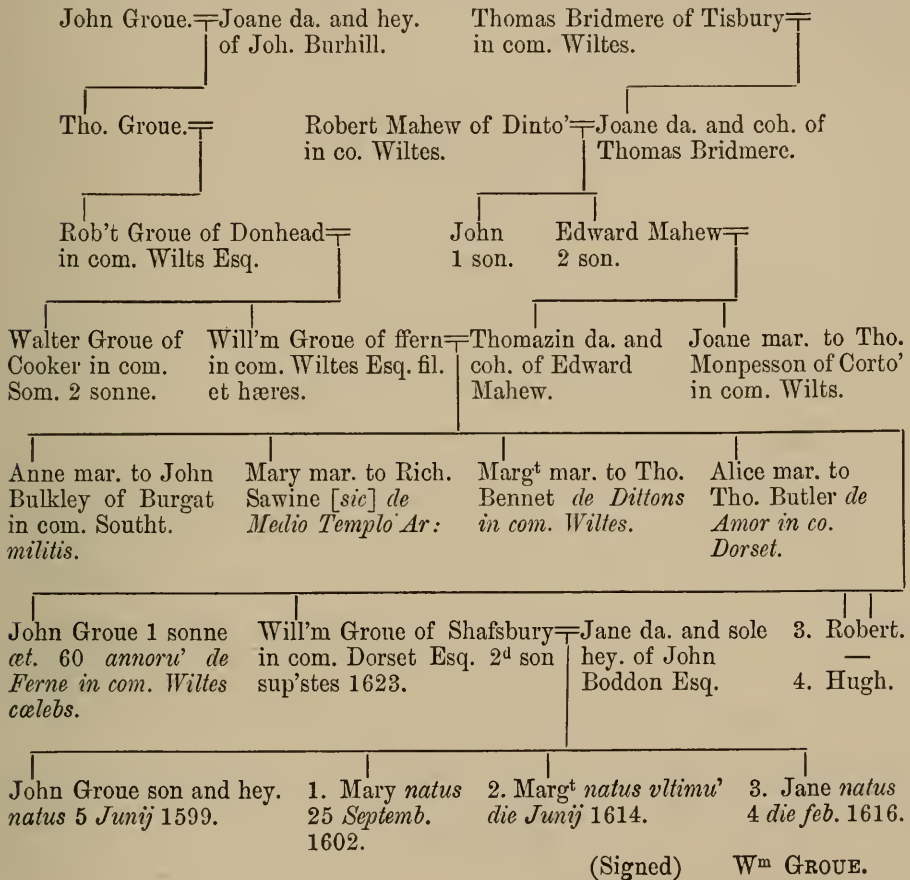 John Groue.
Joane da. and hey.
of Joh. Burhill.
Thomas Bridmere of Tisbury
in com. Wiltes.
Tho. Groue.
Robert Mahew of Dinto'
in co. Wiltes.
Joane da. and coh. of
Thomas Bridmere.
Rob't Groue of Donhead
in com. Wilts Esq.
John
1 son.
Edward Mahew
2 son.
Walter Groue of
Cooker in com.
Som. 2 sonne.
Will'm Groue of ffern
in com. Wiltes Esq. fil.
et hæres.
Thomazin da. and
coh. of Edward
Mahew.
Joane mar. to Tho.
Monpesson of Corto'
in com. Wilts.
Anne mar. to John
Bulkley of Burgat
in com. Southt.
militis.
Mary mar. to Rich.
Sawine [sic] de
Medio Templo Ar:
Margᵗ mar. to Tho.
Bennet de Dittons
in com. Wiltes.
Alice mar. to
Tho. Butler de
Amor in co.
Dorset.
John Groue 1 sonne
æt. 60 annoru' de
Ferne in com. Wiltes
cælebs.
Will'm Groue of Shafsbury
in com. Dorset Esq. 2ᵈ son
sup'stes 1623.
Jane da. and sole
hey. of John
Boddon Esq.
3. Robert.
—
4. Hugh.
John Groue son and hey.
natus 5 Junij 1599.
1. Mary natus
25 Septemb.
1602.
2. Margᵗ natus vltimu'
die Junij 1614.
3. Jane natus
4 die feb. 1616.
(Signed) Wᵐ GROUE.